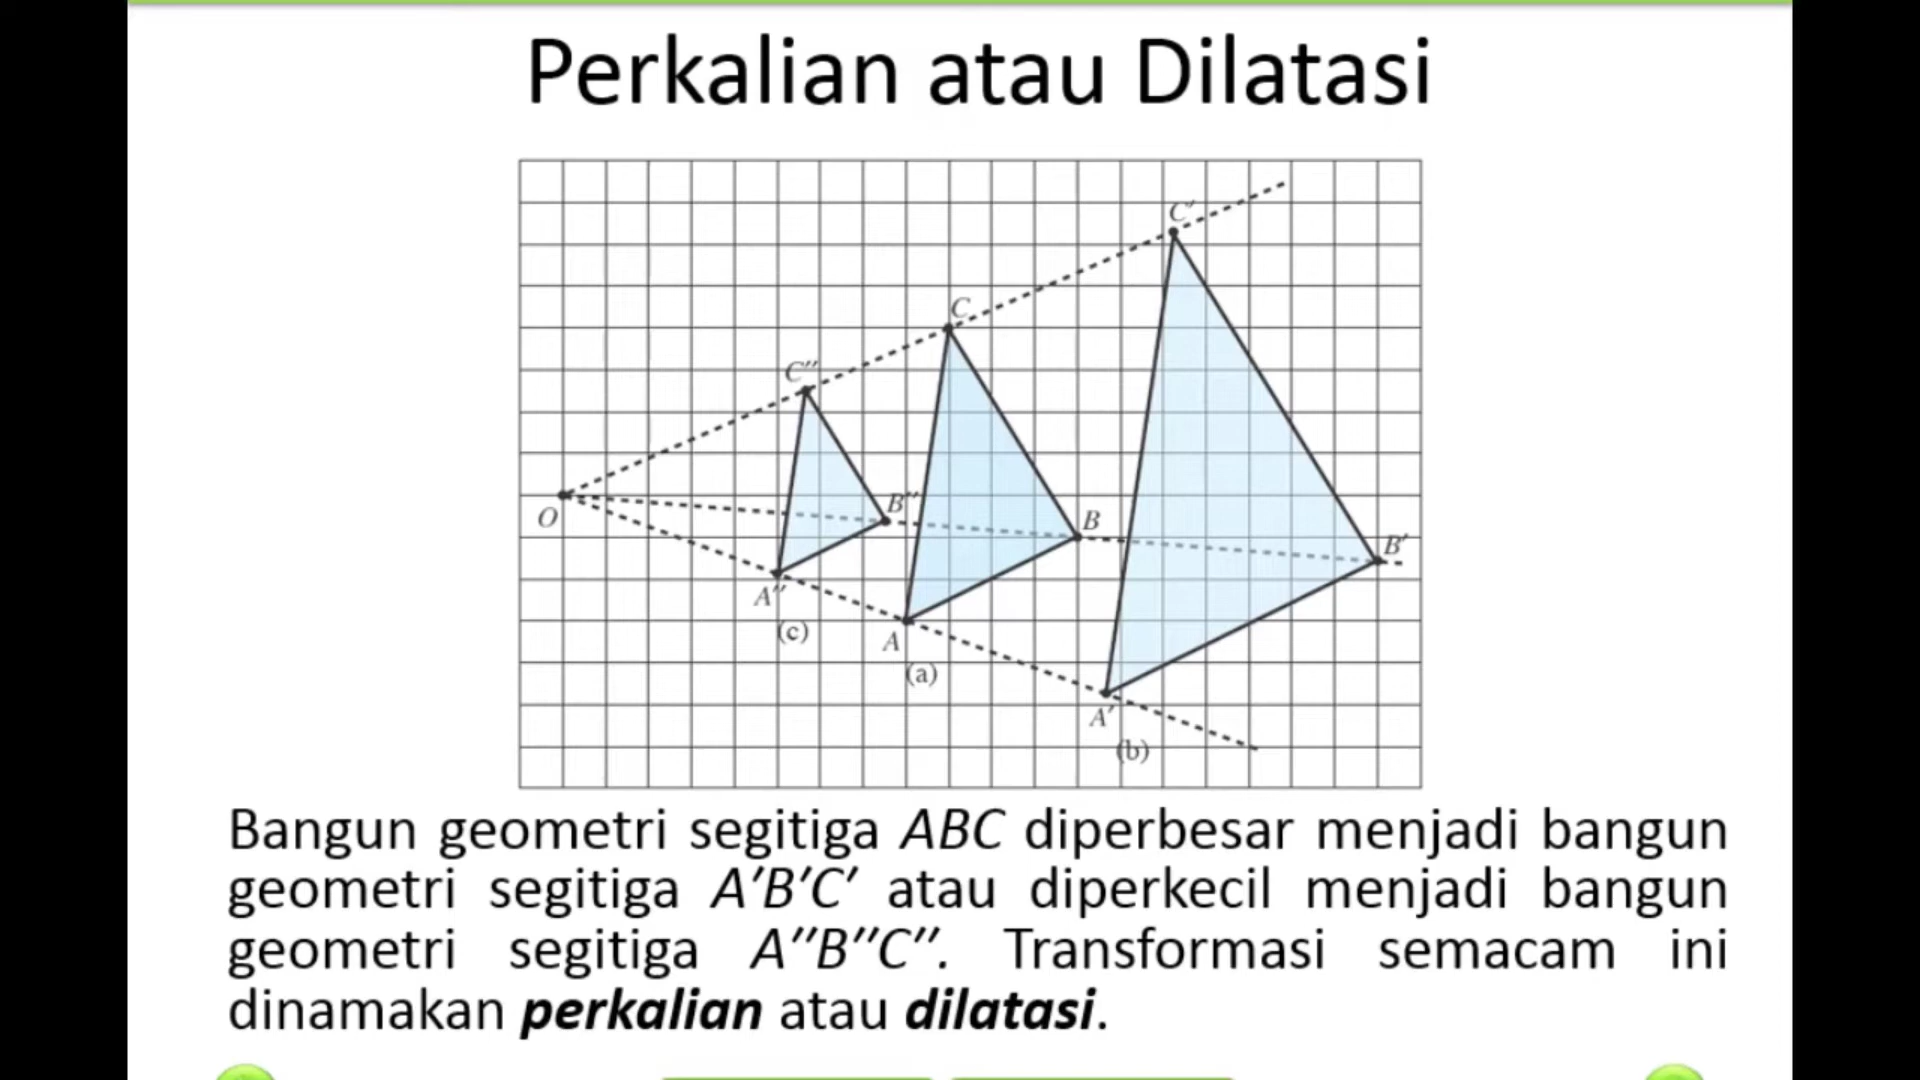 Perkalian atau Dilatasi
C′
C
C″
B″
O
B
B′
A″
(c)
A
(a)
A′
(b)
Bangun geometri segitiga ABC diperbesar menjadi bangun
geometri segitiga A′B′C′ atau diperkecil menjadi bangun
geometri segitiga A″B″C″. Transformasi semacam ini
dinamakan perkalian atau dilatasi.